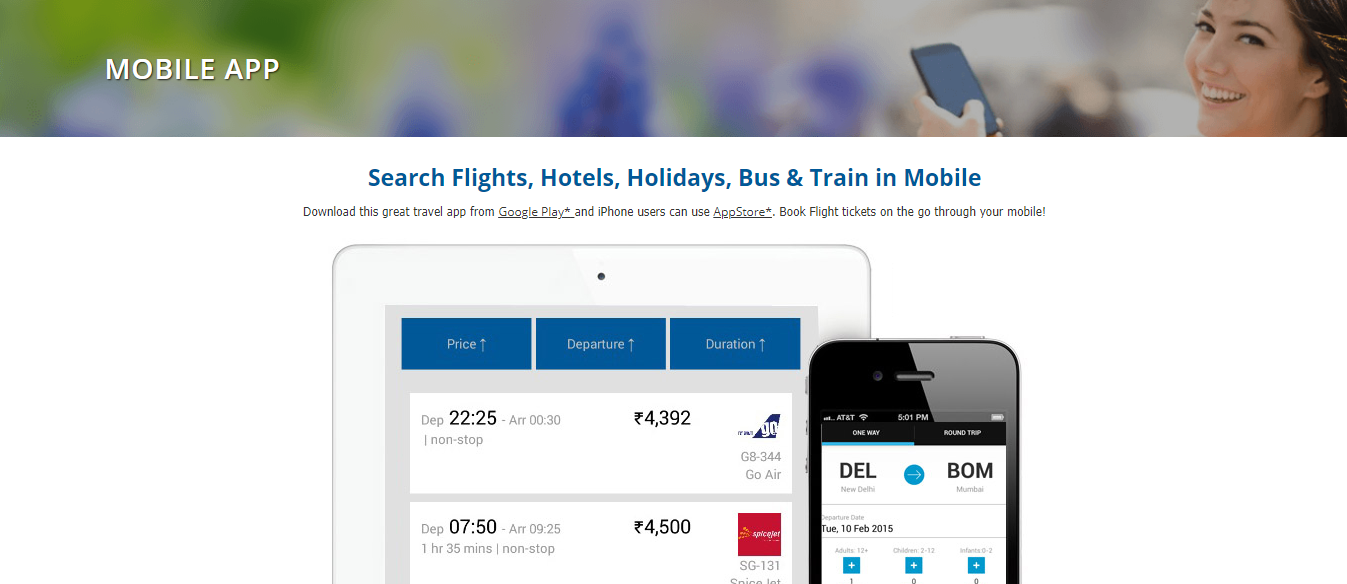 MOBILE APP
Search Flights, Hotels, Holidays, Bus & Train in Mobile
Download this great travel app from Google Play* and iPhone users can use AppStore*. Book Flight tickets on the go through your mobile!
Price ↑
Departure ↑
Duration ↑
Dep 22:25 - Arr 00:30
| non-stop
₹4,392
go
G8-344
Go Air
Dep 07:50 - Arr 09:25
1 hr 35 mins | non-stop
₹4,500
spicejet
SG-131
Spice Jet
AT&T 5:01 PM
ONE WAY
ROUND TRIP
DEL
New Delhi
BOM
Mumbai
Departure Date
Tue, 10 Feb 2015
Adults: 12+
Children: 2-12
Infants:0-2
+ + +
1 0 0